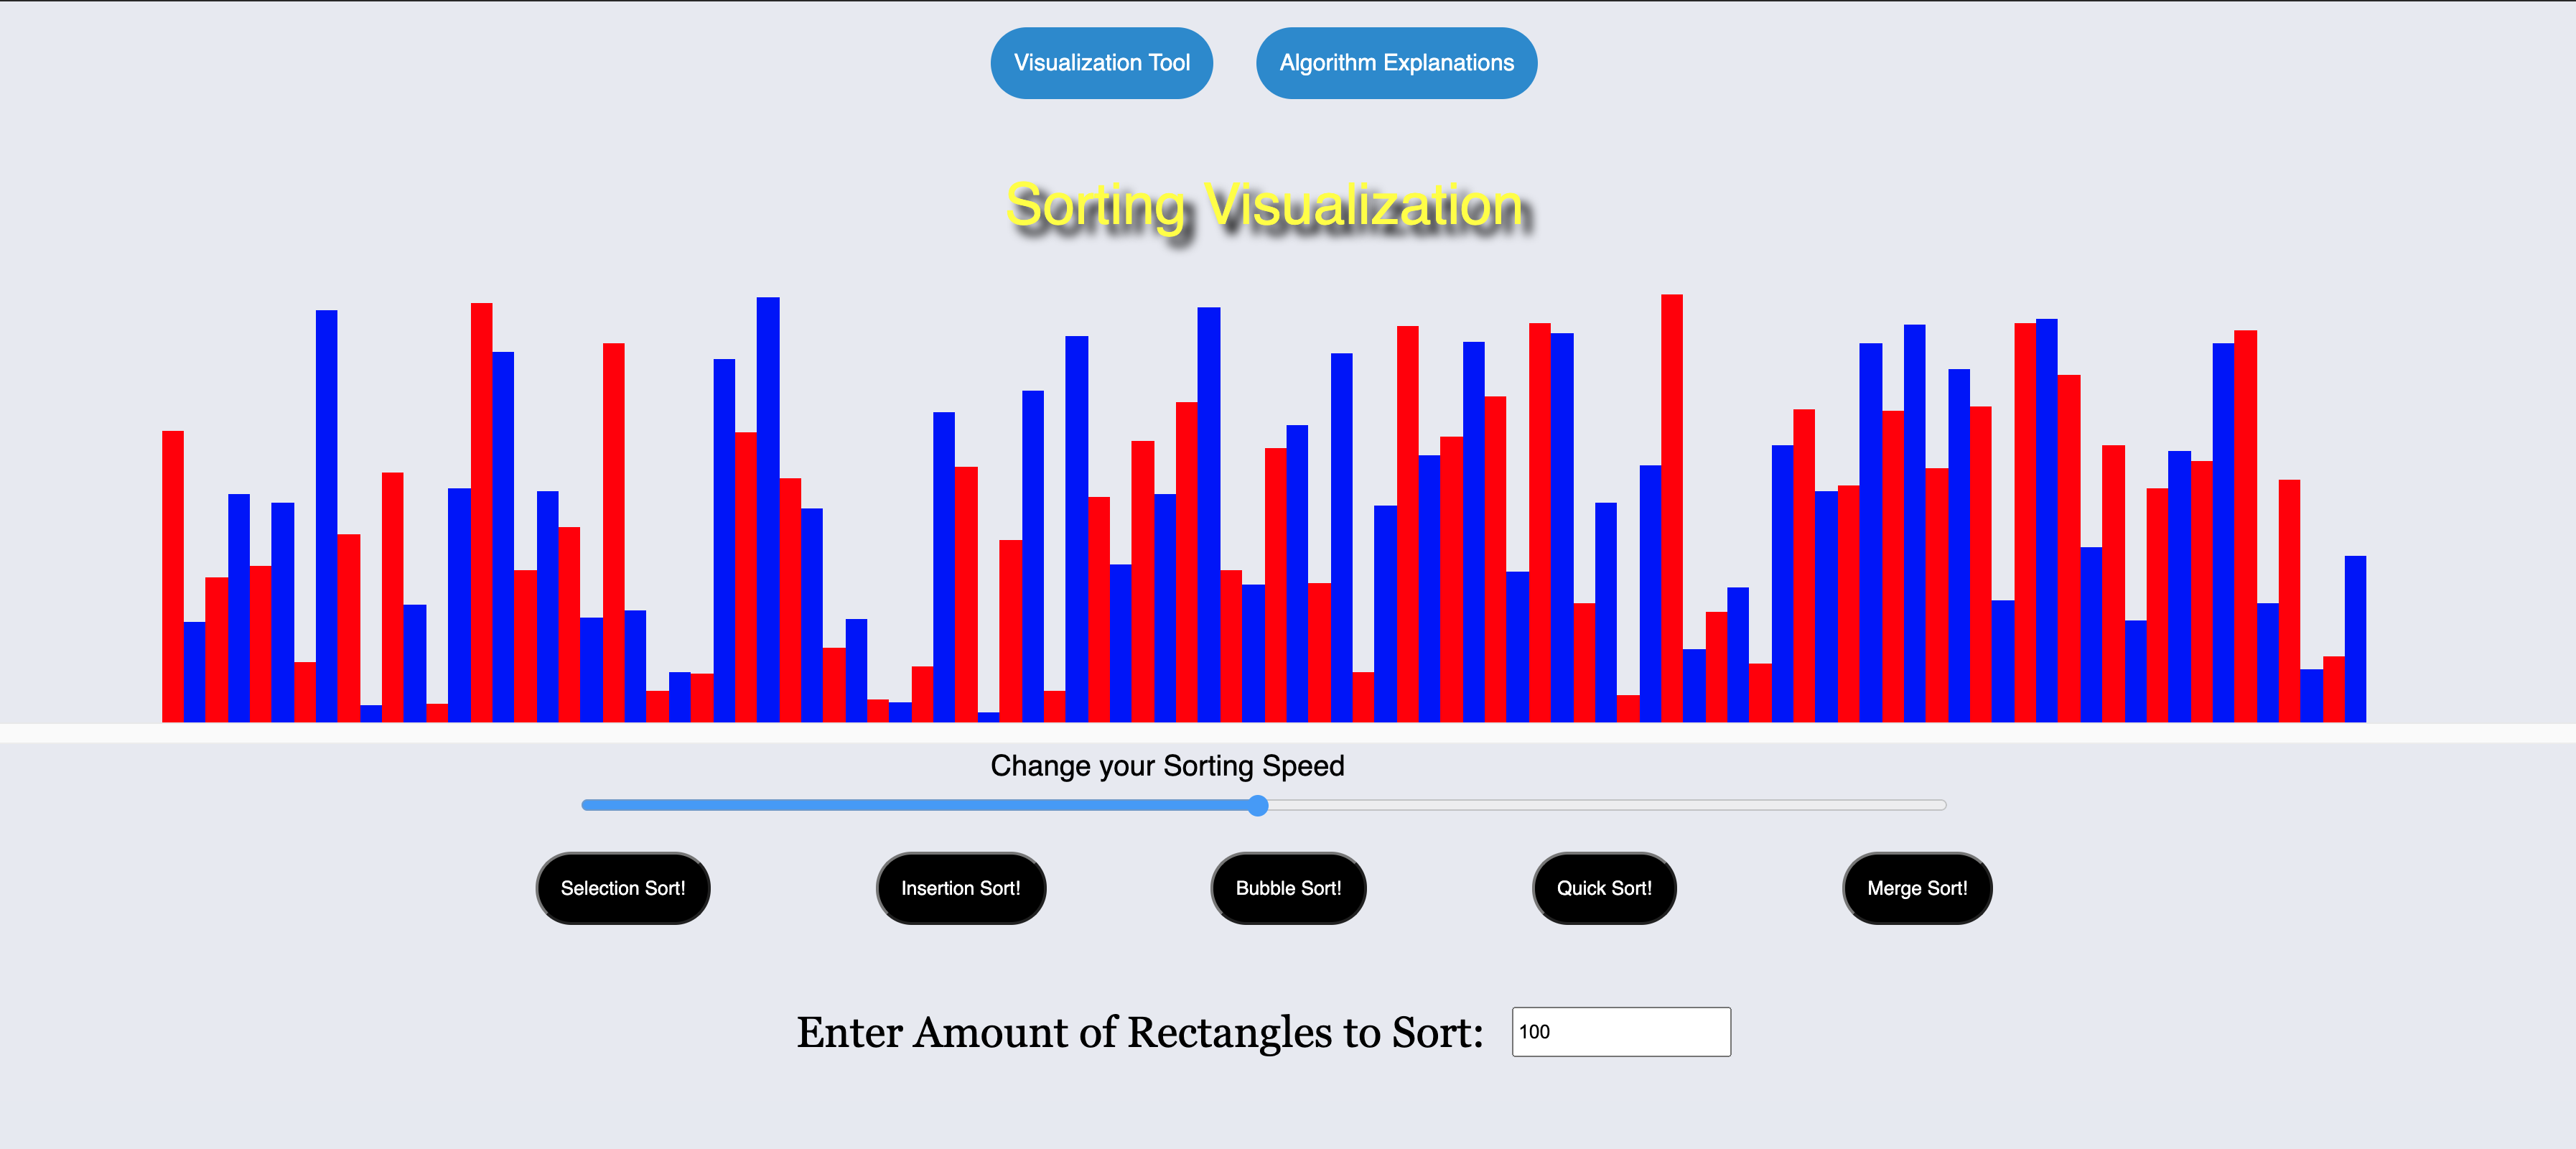 Visualization Tool Algorithm Explanations
Sorting Visualization
Change your Sorting Speed
Selection Sort! Insertion Sort! Bubble Sort! Quick Sort! Merge Sort!
Enter Amount of Rectangles to Sort: 100